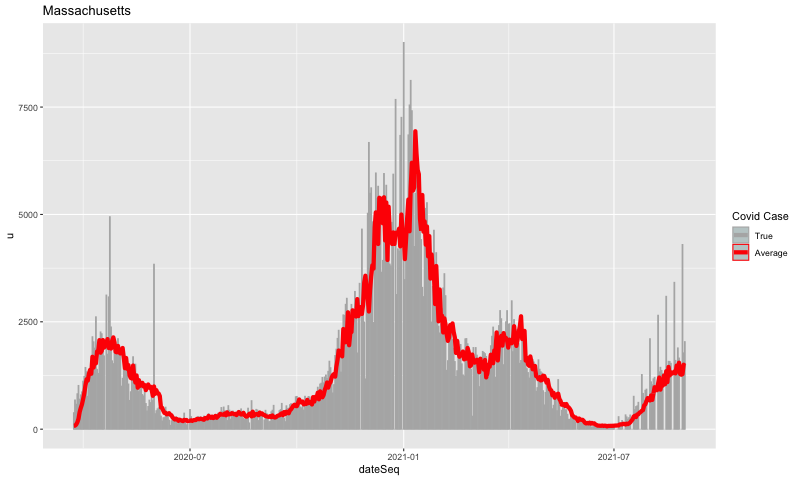 Massachusetts
7500
5000
2500
0
u
2020-07
2021-01
2021-07
dateSeq
Covid Case
True
Average